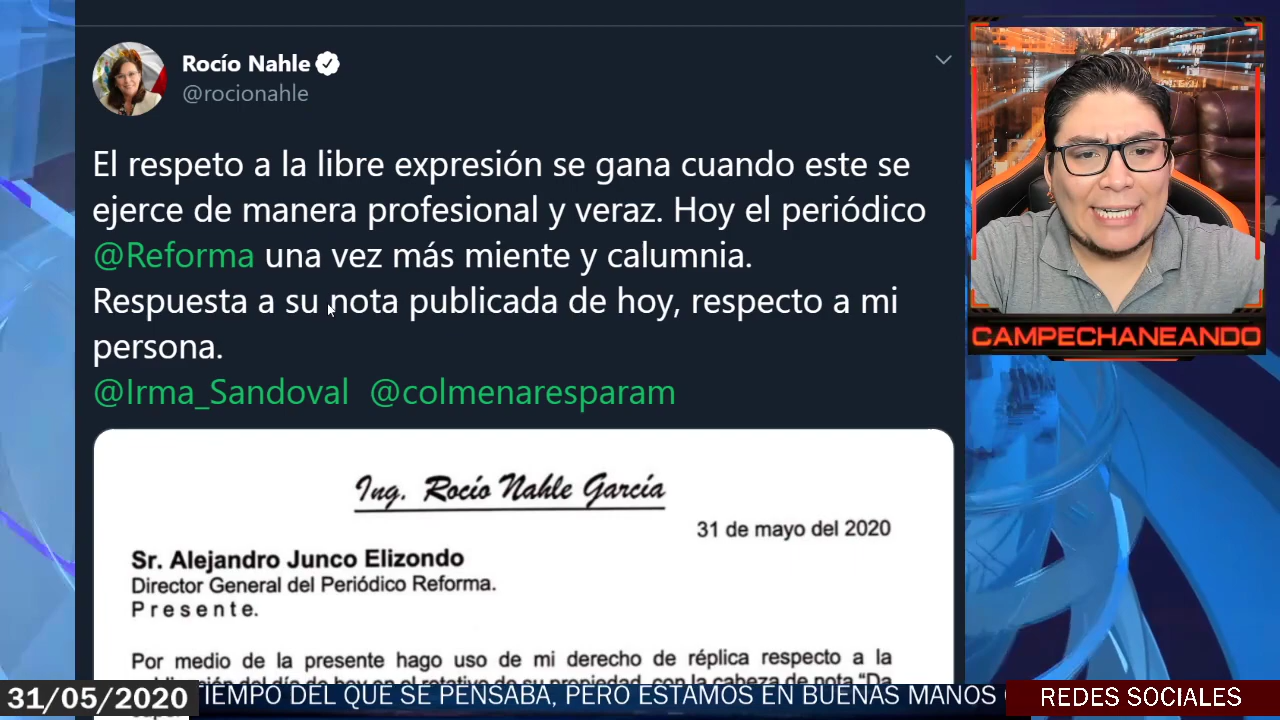 Rocío Nahle
@rocionahle
El respeto a la libre expresión se gana cuando este se
ejerce de manera profesional y veraz. Hoy el periódico
@Reforma una vez más miente y calumnia.
Respuesta a su nota publicada de hoy, respecto a mi
persona.
@Irma_Sandoval @colmenaresparam
Ing. Rocío Nahle García
31 de mayo del 2020
Sr. Alejandro Junco Elizondo
Director General del Periódico Reforma.
Presente.
Por medio de la presente hago uso de mi derecho de réplica respecto a la
CAMPECHANEANDO
31/05/2020
TIEMPO DEL QUE SE PENSABA, PERO ESTAMOS EN BUENAS MANOS
REDES SOCIALES